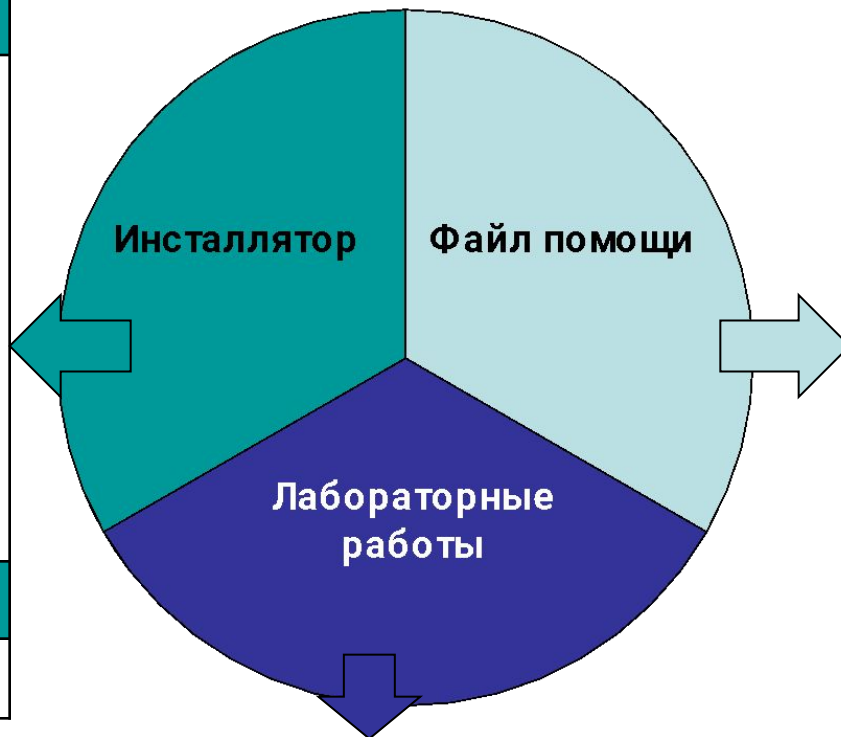 Инсталлятор
Файл помощи
Лабораторные
работы